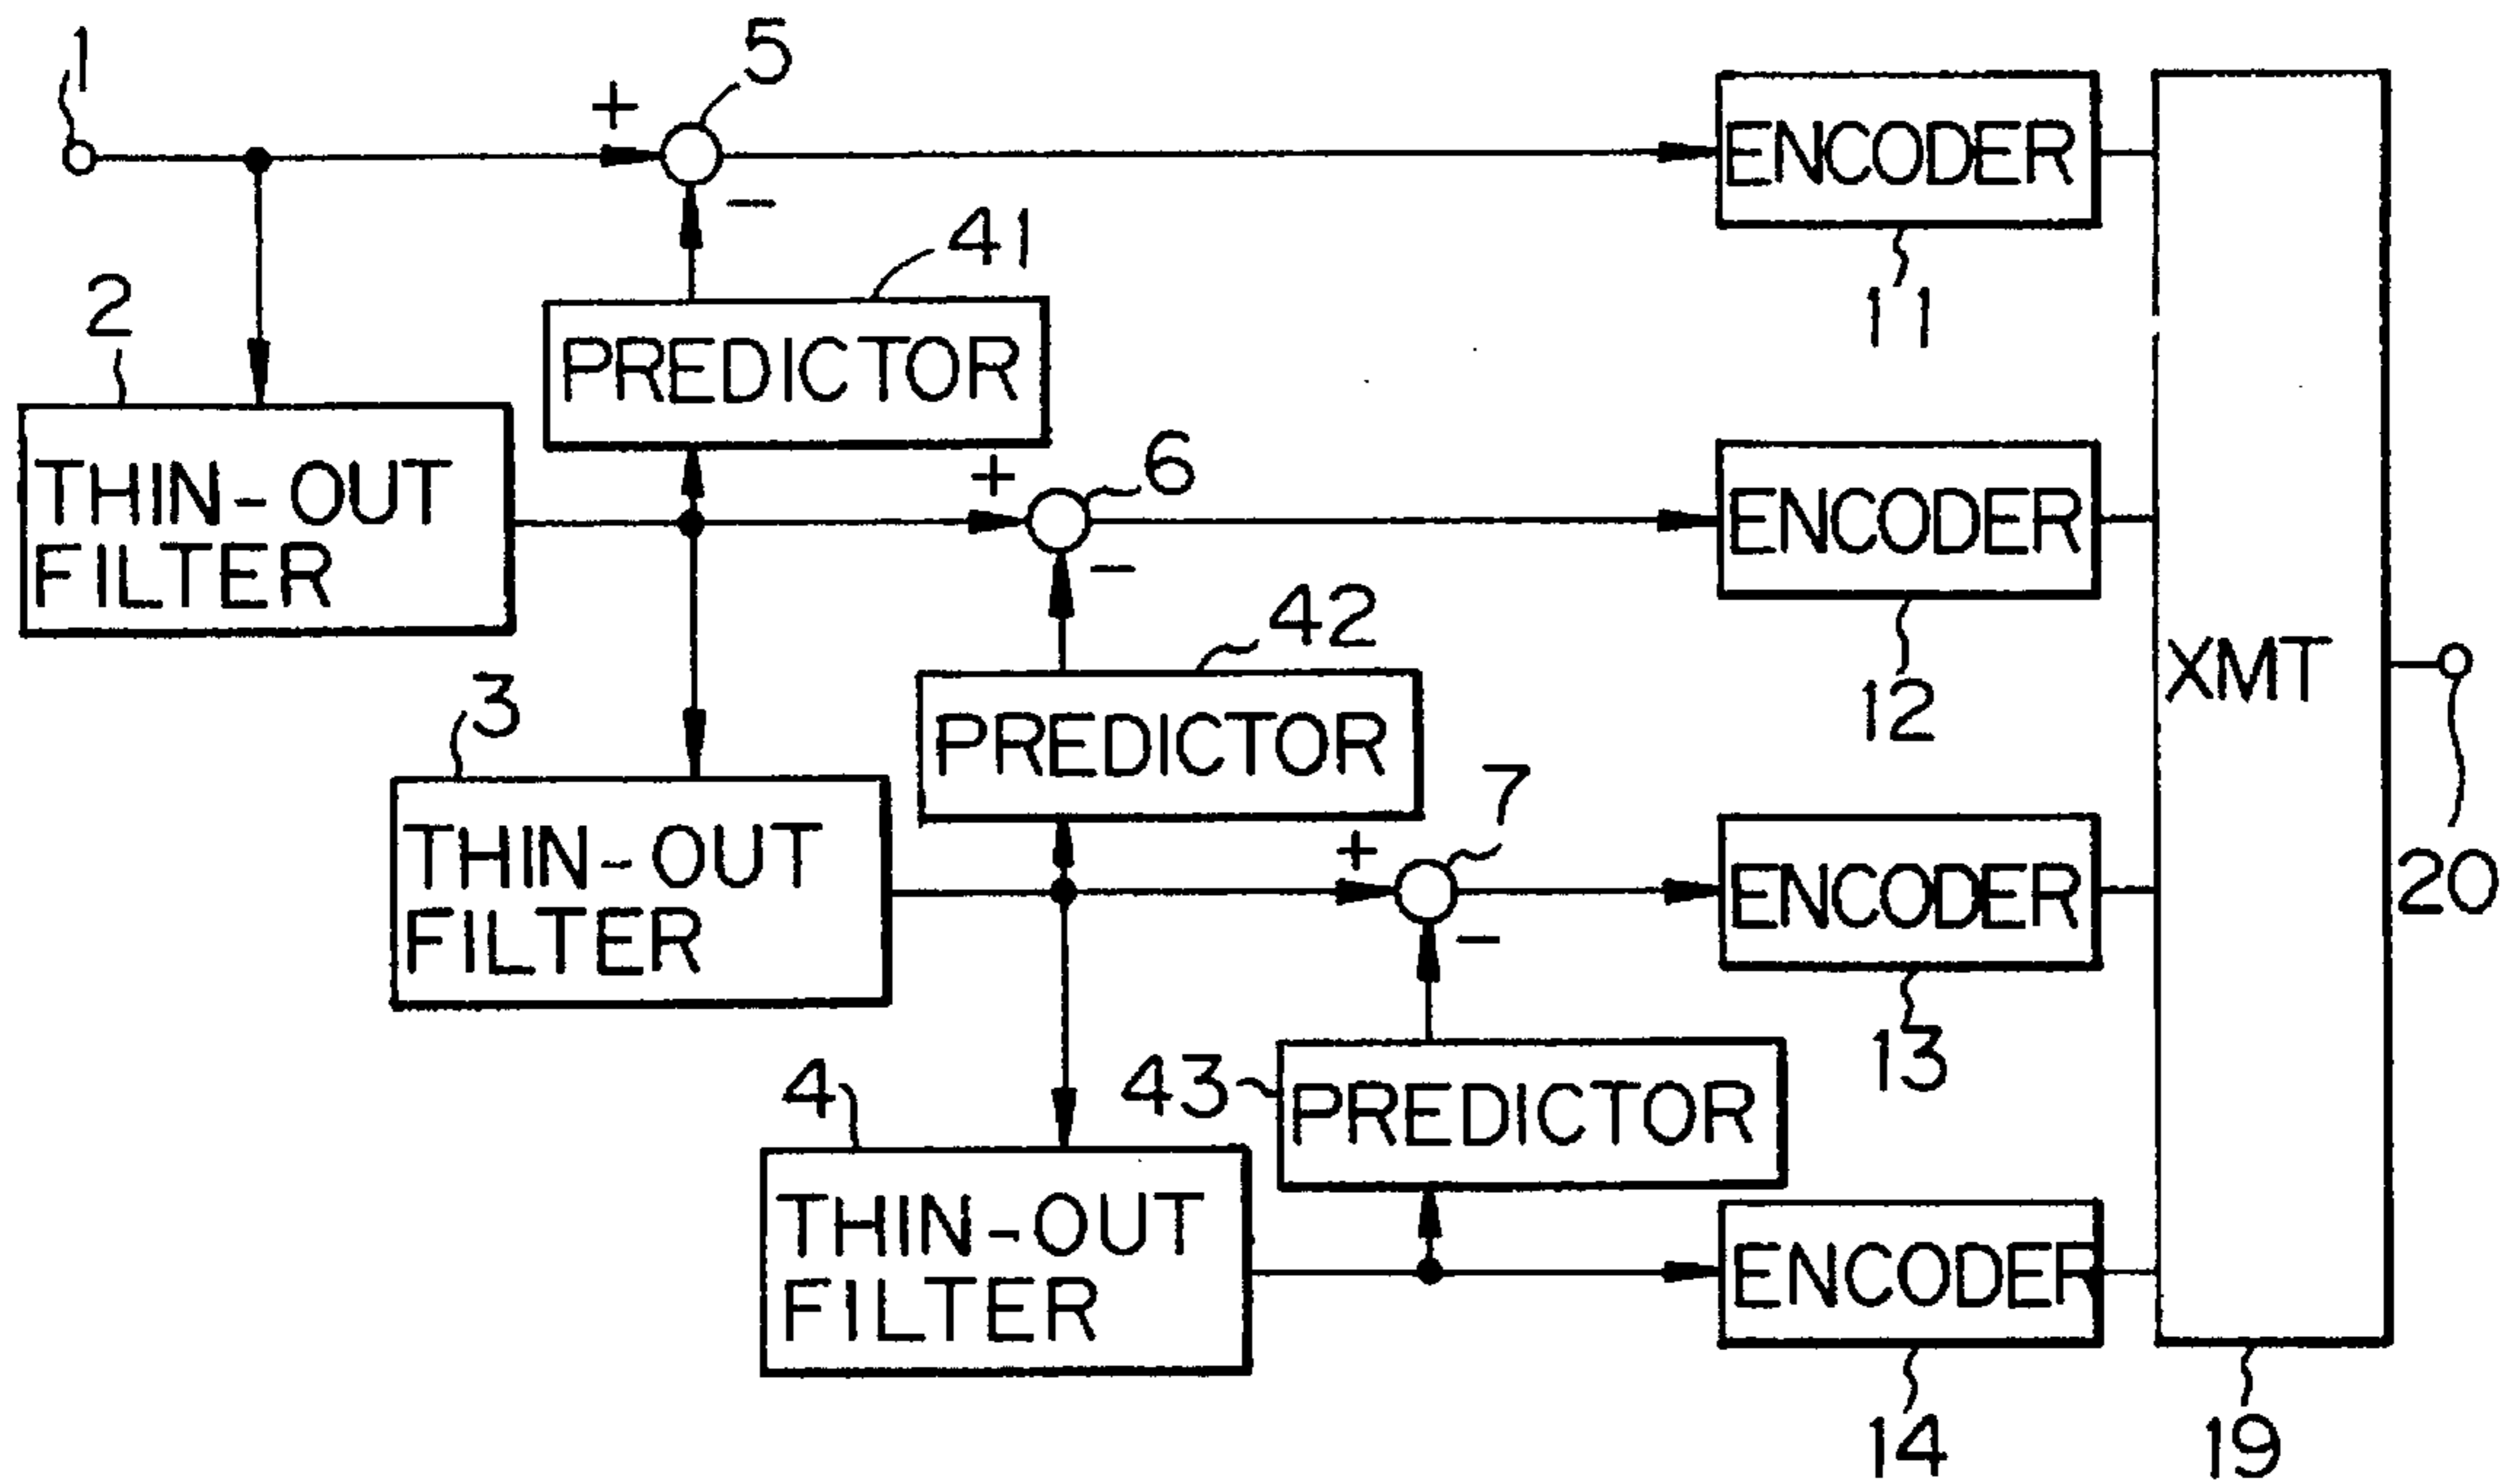 1
5
+
ENCODER
−
41
11
2
PREDICTOR
6
+
THIN-OUT
FILTER
ENCODER
−
42
12
XMT
3
PREDICTOR
7
+
20
THIN-OUT
FILTER
ENCODER
−
13
4
43
PREDICTOR
THIN-OUT
FILTER
ENCODER
14
19